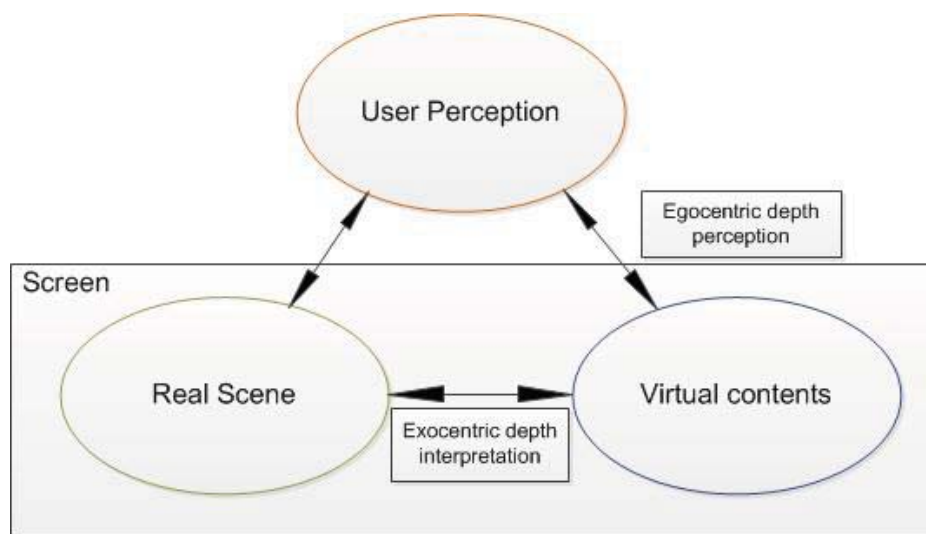 User Perception
Egocentric depth
perception
Screen
Real Scene
Virtual contents
Exocentric depth
interpretation